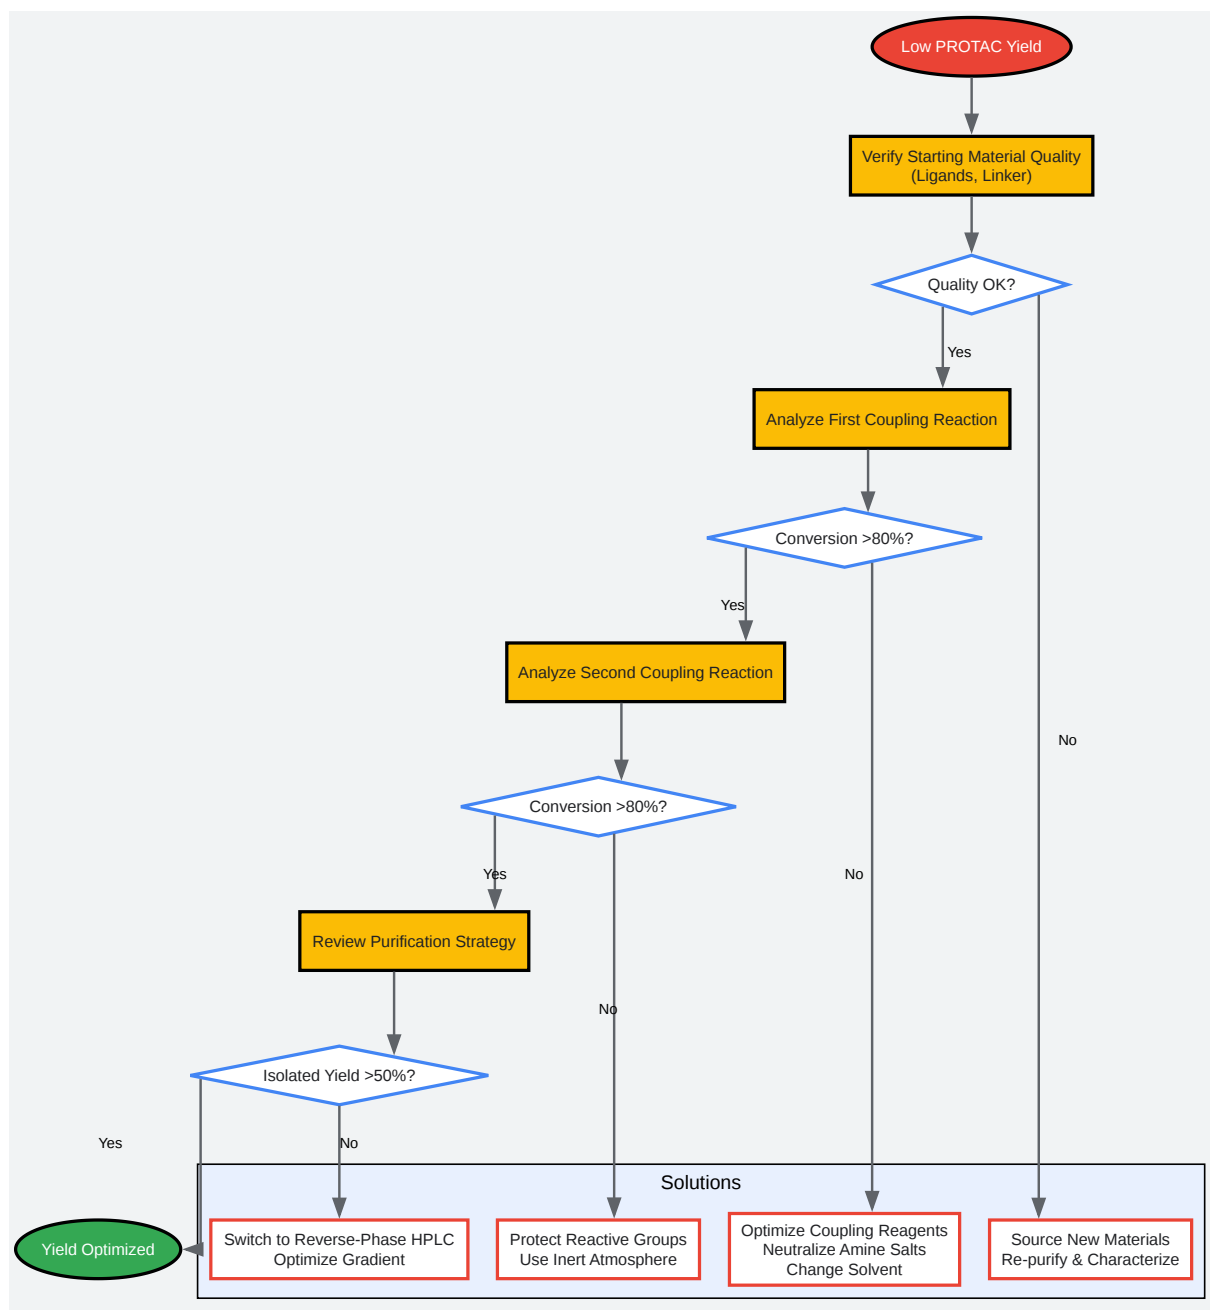 Low PROTAC Yield
Verify Starting Material Quality
(Ligands, Linker)
Quality OK?
Yes
Analyze First Coupling Reaction
Conversion >80%?
Yes
Analyze Second Coupling Reaction
No
Conversion >80%?
Yes
No
Review Purification Strategy
No
Isolated Yield >50%?
Yes
No
Solutions
Yield Optimized
Switch to Reverse-Phase HPLC
Optimize Gradient
Protect Reactive Groups
Use Inert Atmosphere
Optimize Coupling Reagents
Neutralize Amine Salts
Change Solvent
Source New Materials
Re-purify & Characterize